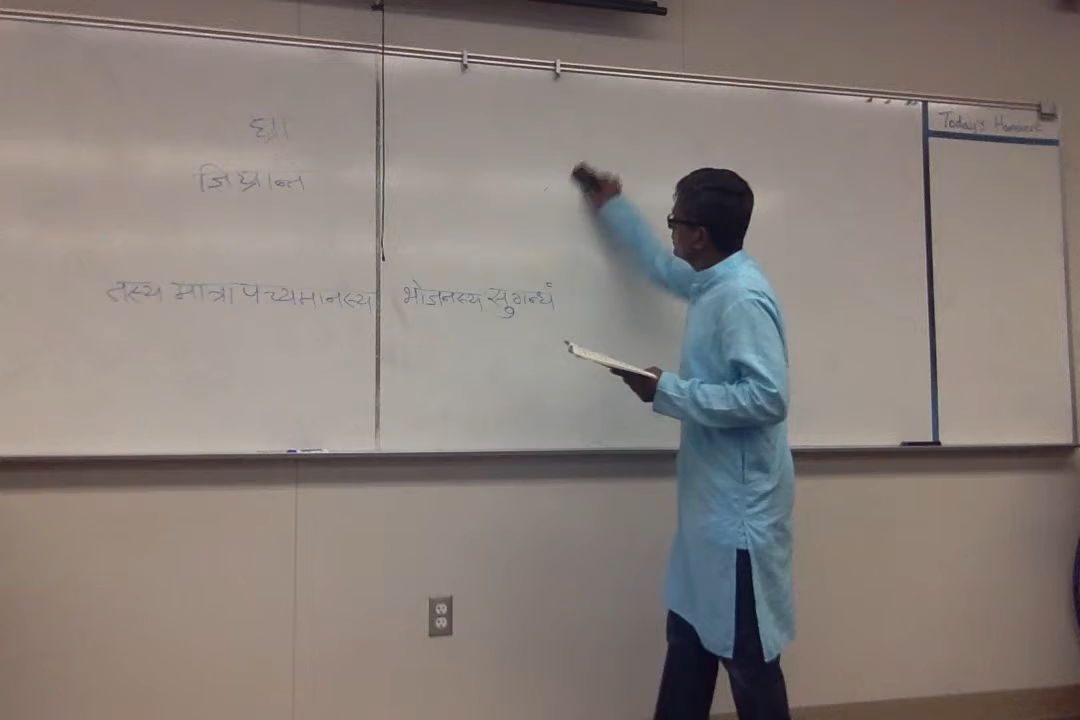 घ्रा
जिघ्रान्त
तस्य मात्रा पच्यमानस्य भोजनस्य सुगन्धं
Today's Homework